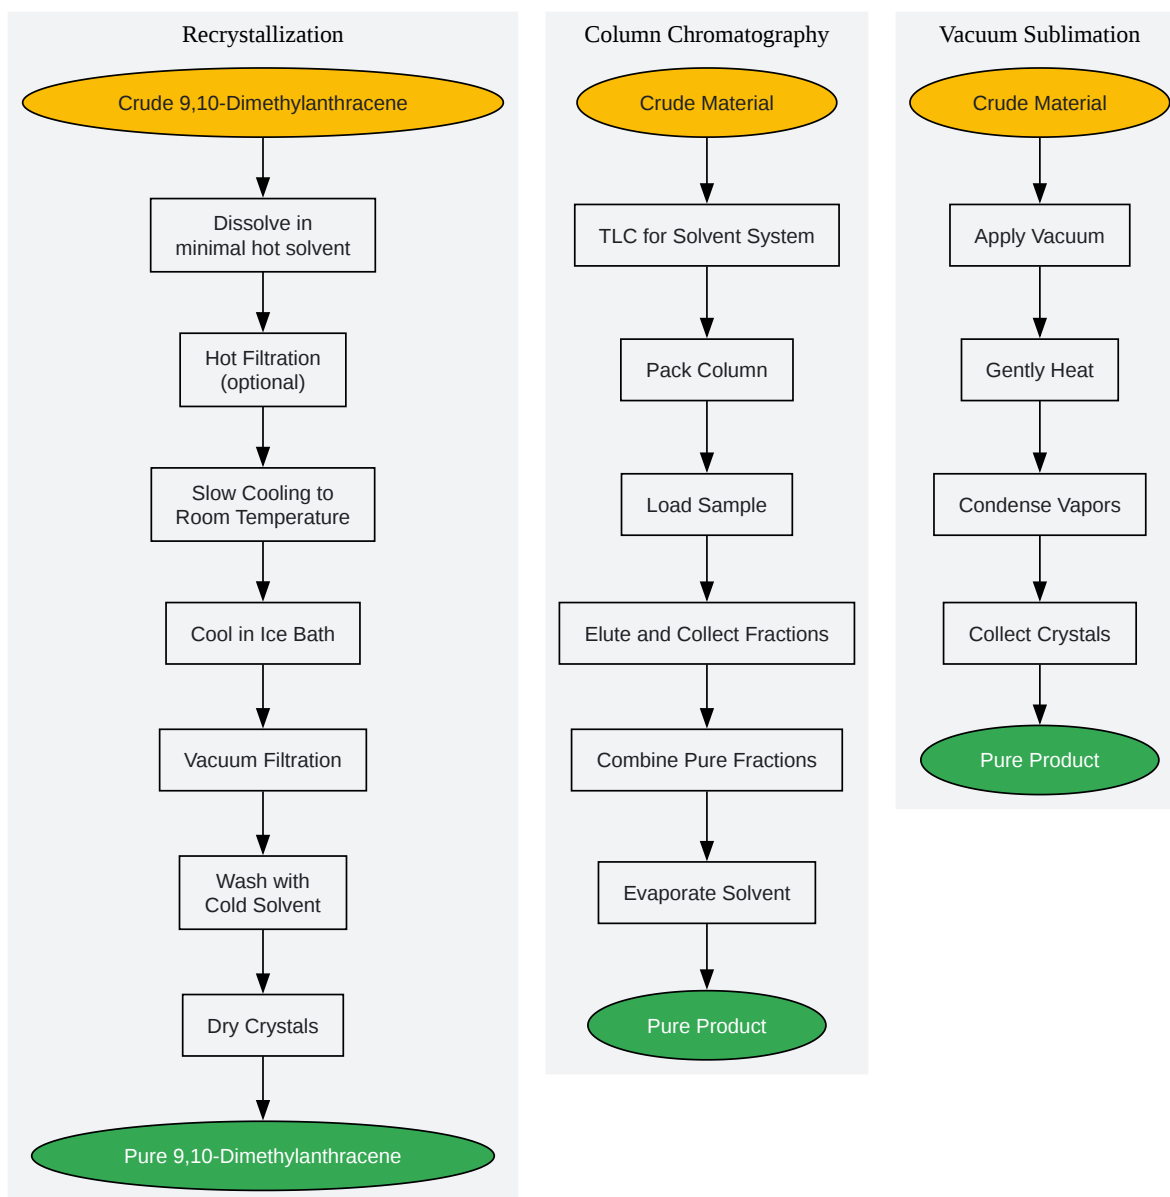 Recrystallization
Crude 9,10-Dimethylanthracene
Dissolve in
minimal hot solvent
Hot Filtration
(optional)
Slow Cooling to
Room Temperature
Cool in Ice Bath
Vacuum Filtration
Wash with
Cold Solvent
Dry Crystals
Pure 9,10-Dimethylanthracene
Column Chromatography
Crude Material
TLC for Solvent System
Pack Column
Load Sample
Elute and Collect Fractions
Combine Pure Fractions
Evaporate Solvent
Pure Product
Vacuum Sublimation
Crude Material
Apply Vacuum
Gently Heat
Condense Vapors
Collect Crystals
Pure Product